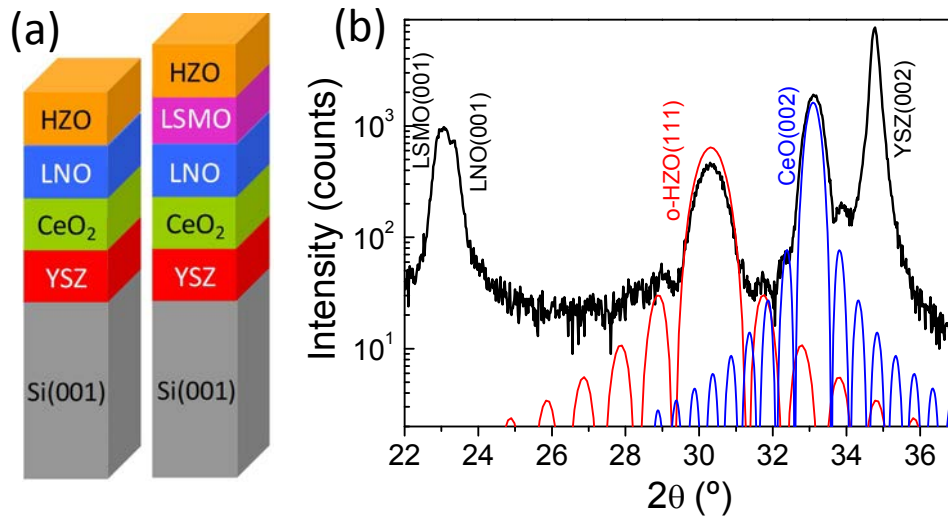 (a)
HZO
LNO
CeO₂
YSZ
Si(001)
HZO
LSMO
LNO
CeO₂
YSZ
Si(001)
(b)
Intensity (counts)
10³
10²
10¹
LSMO(001)
LNO(001)
o-HZO(111)
CeO(002)
YSZ(002)
22 24 26 28 30 32 34 36
2θ (º)